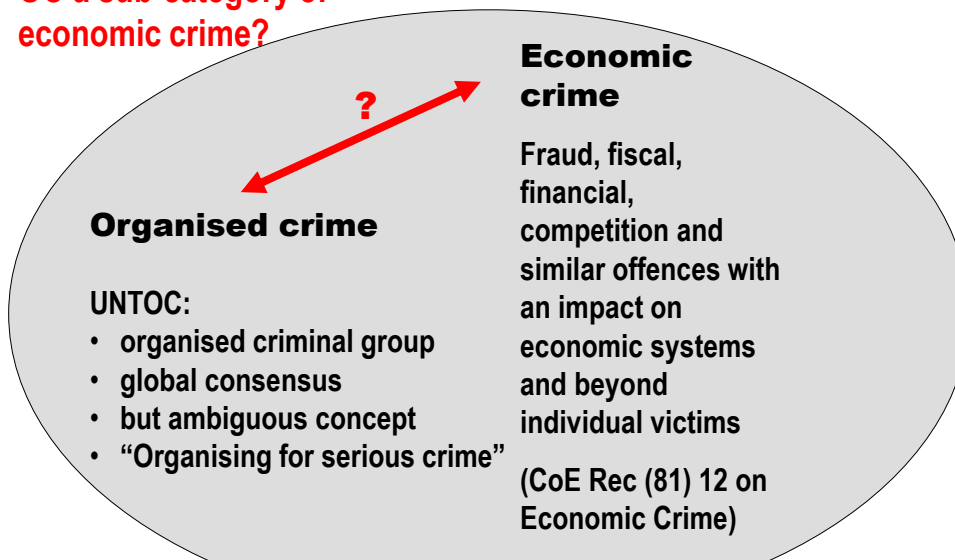 economic crime?
Economic
crime
?
Fraud, fiscal,
financial,
competition and
similar offences with
an impact on
economic systems
and beyond
individual victims
(CoE Rec (81) 12 on
Economic Crime)
Organised crime
UNTOC:
• organised criminal group
• global consensus
• but ambiguous concept
• “Organising for serious crime”